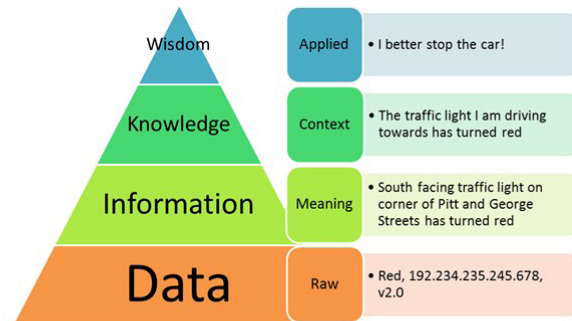 Wisdom
Applied
• I better stop the car!
Knowledge
Context
• The traffic light I am driving
towards has turned red
Information
Meaning
• South facing traffic light on
corner of Pitt and George
Streets has turned red
Data
Raw
• Red, 192.234.235.245.678,
v2.0